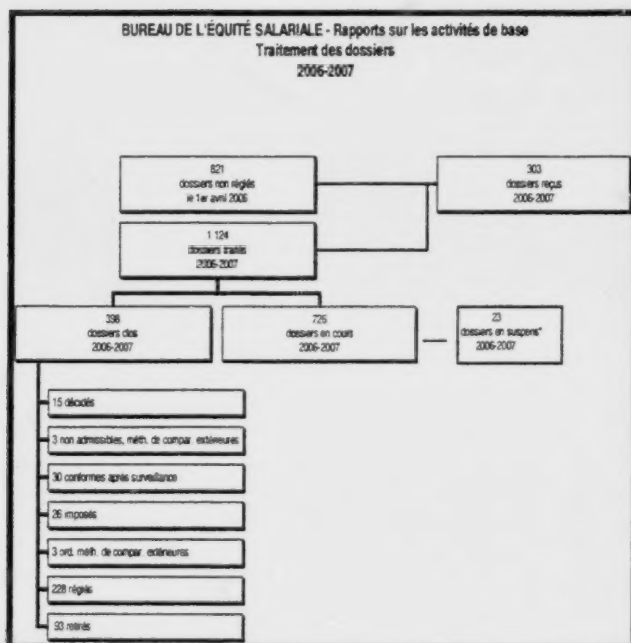 BUREAU DE L'ÉQUITÉ SALARIALE - Rapports sur les activités de base
Traitement des dossiers
2006-2007
821
dossiers non réglés
le 1er avril 2006
303
dossiers reçus
2006-2007
1 124
dossiers traités
2006-2007
398
dossiers clos
2006-2007
726
dossiers en cours
2006-2007
23
dossiers en suspens*
2006-2007
15 décidés
3 non admissibles, méth. de compar. extérieures
30 conformes après surveillance
26 imposés
3 ord. méth. de compar. extérieures
228 réglés
93 retirés